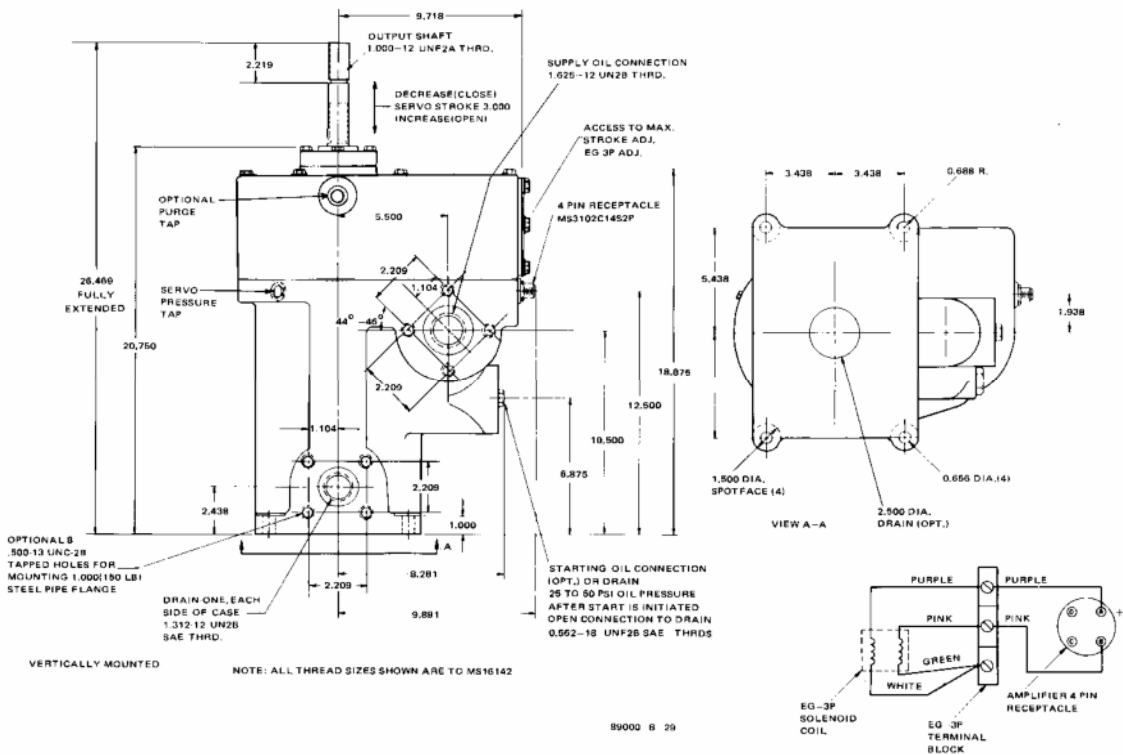 9.718
OUTPUT SHAFT
1.000-12 UNF2A THRD.
2.219
SUPPLY OIL CONNECTION
1.625-12 UN2B THRD.
DECREASE(CLOSE)
SERVO STROKE 3.000
INCREASE(OPEN)
ACCESS TO MAX.
STROKE ADJ.
EG 3P ADJ.
OPTIONAL
PURGE
TAP
5.500
4 PIN RECEPTACLE
MS3102C14S2P
3.438
3.438
0.688 R.
26.469
FULLY
EXTENDED
SERVO
PRESSURE
TAP
2.209
1.104
44° -46°
20.750
5.438
1.938
18.875
12.500
10.500
6.875
2.209
1.104
2.209
2.438
1.000
1.500 DIA.
SPOT FACE (4)
0.656 DIA.(4)
2.500 DIA.
DRAIN (OPT.)
VIEW A-A
A
OPTIONAL 8
.500-13 UNC-2B
TAPPED HOLES FOR
MOUNTING 1.000(150 LB)
STEEL PIPE FLANGE
2.209
8.281
9.891
DRAIN-ONE, EACH
SIDE OF CASE
1.312-12 UN2B
SAE THRD.
STARTING OIL CONNECTION
(OPT.) OR DRAIN
25 TO 50 PSI OIL PRESSURE
AFTER START IS INITIATED
OPEN CONNECTION TO DRAIN
0.562-18 UNF2B SAE THRDS
VERTICALLY MOUNTED
NOTE: ALL THREAD SIZES SHOWN ARE TO MS16142
PURPLE
PURPLE
PINK
PINK
GREEN
WHITE
D
A
C
B
+
EG-3P
SOLENOID
COIL
EG -3P
TERMINAL
BLOCK
AMPLIFIER 4 PIN
RECEPTACLE
89000 6 29